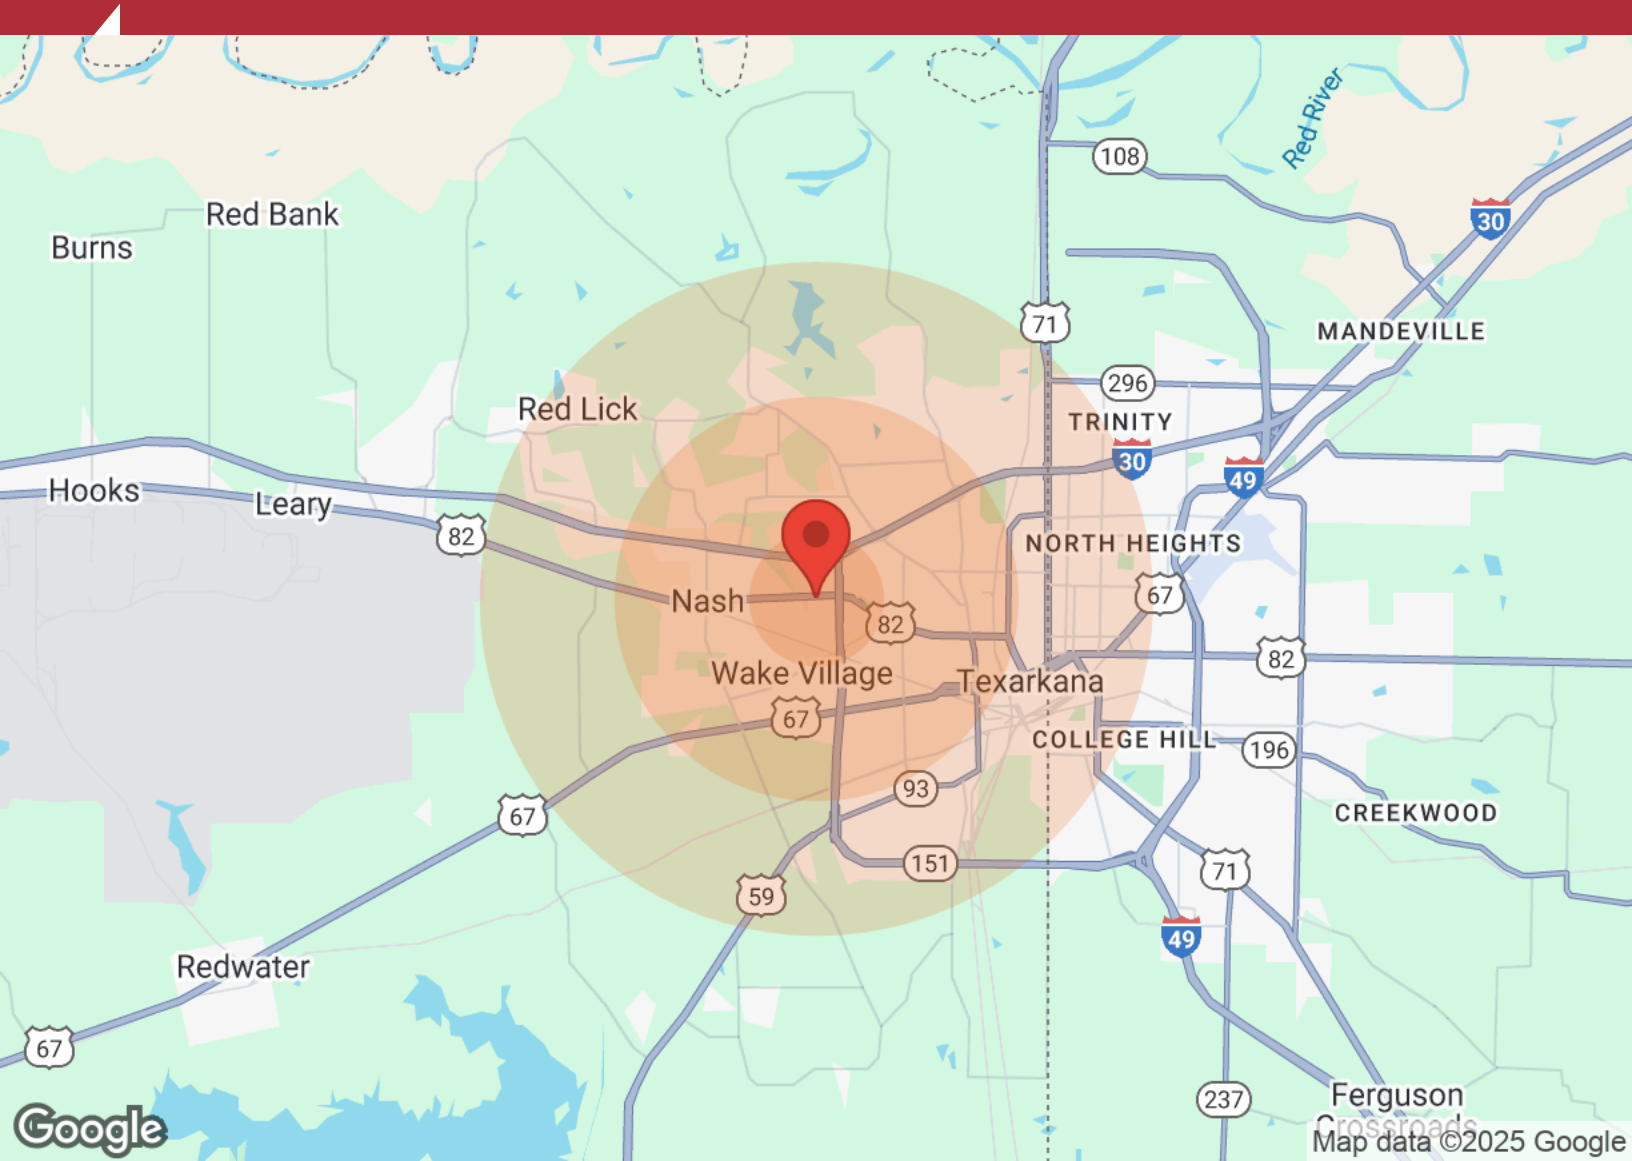 Red River
108
30
Red Bank
Burns
71
MANDEVILLE
296
Red Lick
TRINITY
30
49
Hooks
Leary
82
NORTH HEIGHTS
67
Nash
82
82
Wake Village
Texarkana
67
COLLEGE HILL
196
93
67
CREEKWOOD
151
71
59
49
Redwater
67
237
Ferguson
Crossroads
Google
Map data ©2025 Google